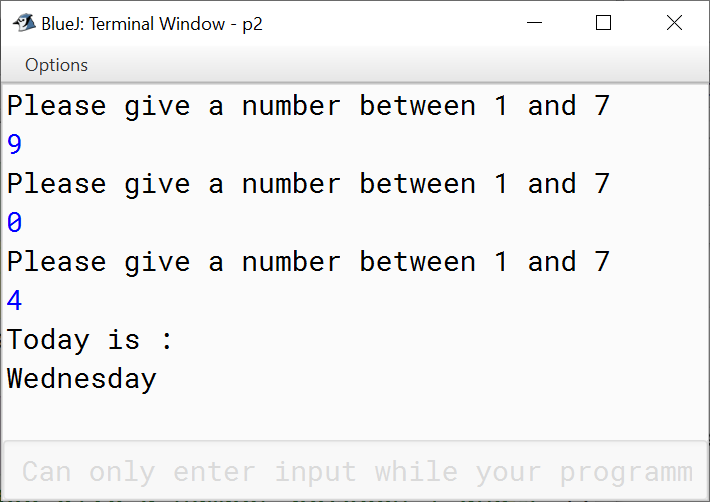 BlueJ: Terminal Window - p2
Options
Please give a number between 1 and 7
9
Please give a number between 1 and 7
0
Please give a number between 1 and 7
4
Today is :
Wednesday
Can only enter input while your programm